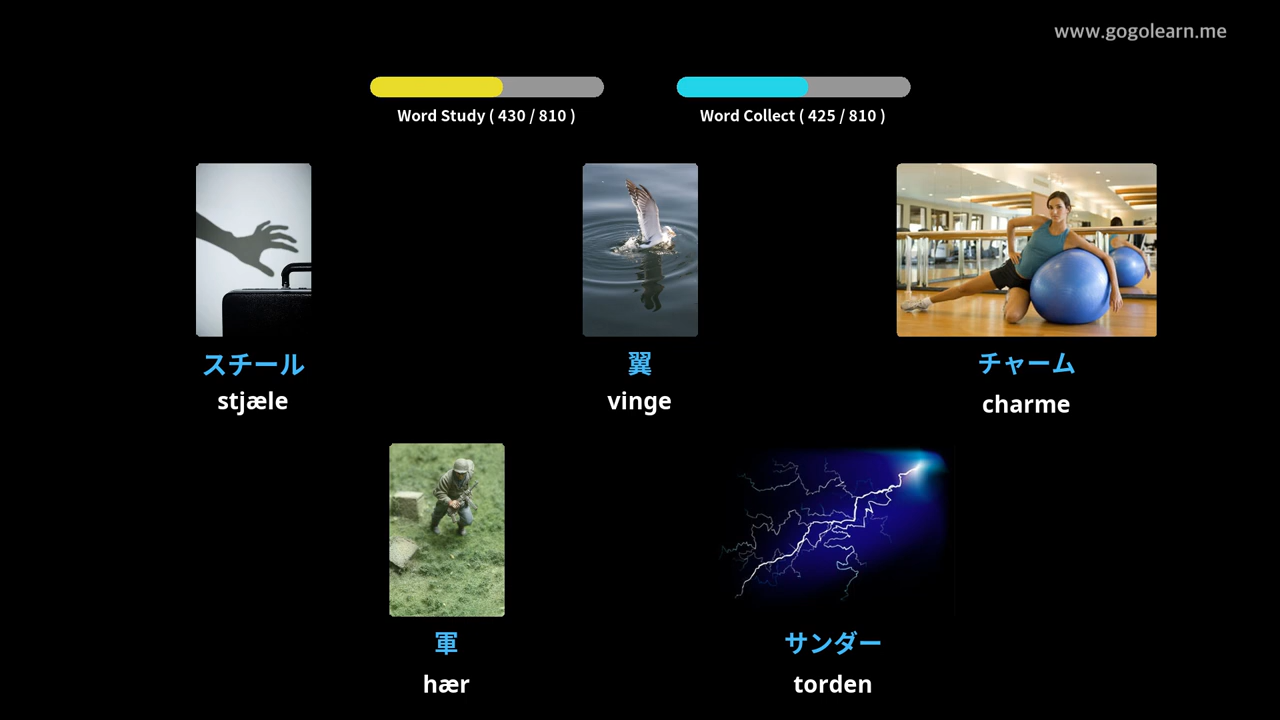 www.gogolearn.me
Word Study ( 430 / 810 )
Word Collect ( 425 / 810 )
スチール
stjæle
翼
vinge
チャーム
charme
軍
hær
サンダー
torden